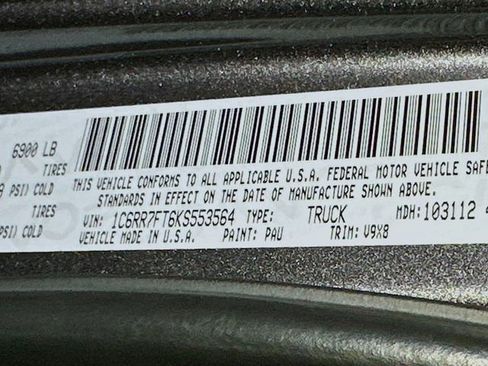 6900 LB
TIRES
PSI) COLD
TIRES
PSI) COLD
THIS VEHICLE CONFORMS TO ALL APPLICABLE U.S.A. FEDERAL MOTOR VEHICLE SAFE
STANDARDS IN EFFECT ON THE DATE OF MANUFACTURE SHOWN ABOVE.
VIN: 1C6RR7FT6KS553564 TYPE: TRUCK MDH: 103112 4
VEHICLE MADE IN U.S.A. PAINT: PAU TRIM: V9X8